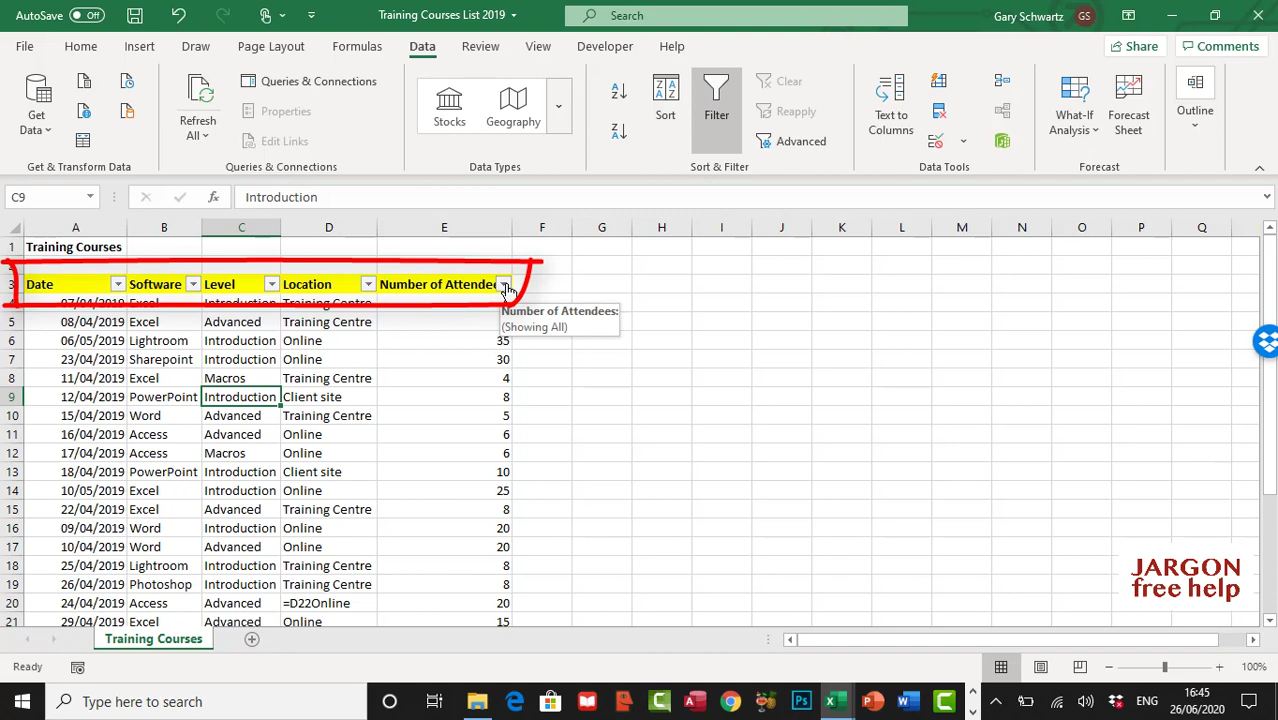 AutoSave Off Training Courses List 2019 Search Gary Schwartz GS
File Home Insert Draw Page Layout Formulas Data Review View Developer Help Share Comments
Get Data
Refresh All
Queries & Connections
Properties
Edit Links
Stocks Geography
Sort Filter
Clear
Reapply
Advanced
Text to Columns
What-If Analysis
Forecast Sheet
Outline
Get & Transform Data Queries & Connections Data Types Sort & Filter Data Tools Forecast
C9 fx Introduction
A B C D E F G H I J K L M N O P Q
1 Training Courses
3 Date Software Level Location Number of Attendee
4 07/04/2019 Excel Introduction Training Centre
Number of Attendees:
(Showing All)
5 08/04/2019 Excel Advanced Training Centre
6 06/05/2019 Lightroom Introduction Online 35
7 23/04/2019 Sharepoint Introduction Online 30
8 11/04/2019 Excel Macros Training Centre 4
9 12/04/2019 PowerPoint Introduction Client site 8
10 15/04/2019 Word Advanced Training Centre 5
11 16/04/2019 Access Advanced Online 6
12 17/04/2019 Access Macros Online 6
13 18/04/2019 PowerPoint Introduction Client site 10
14 10/05/2019 Excel Introduction Online 25
15 22/04/2019 Excel Advanced Training Centre 8
16 09/04/2019 Word Introduction Online 20
17 10/04/2019 Word Advanced Online 20
18 25/04/2019 Lightroom Introduction Training Centre 8
19 26/04/2019 Photoshop Introduction Training Centre 8
20 24/04/2019 Access Advanced =D22Online 20
21 29/04/2019 Excel Advanced Online 15
JARGON
free help
Training Courses
Ready 100%
Type here to search ENG 16:45
26/06/2020